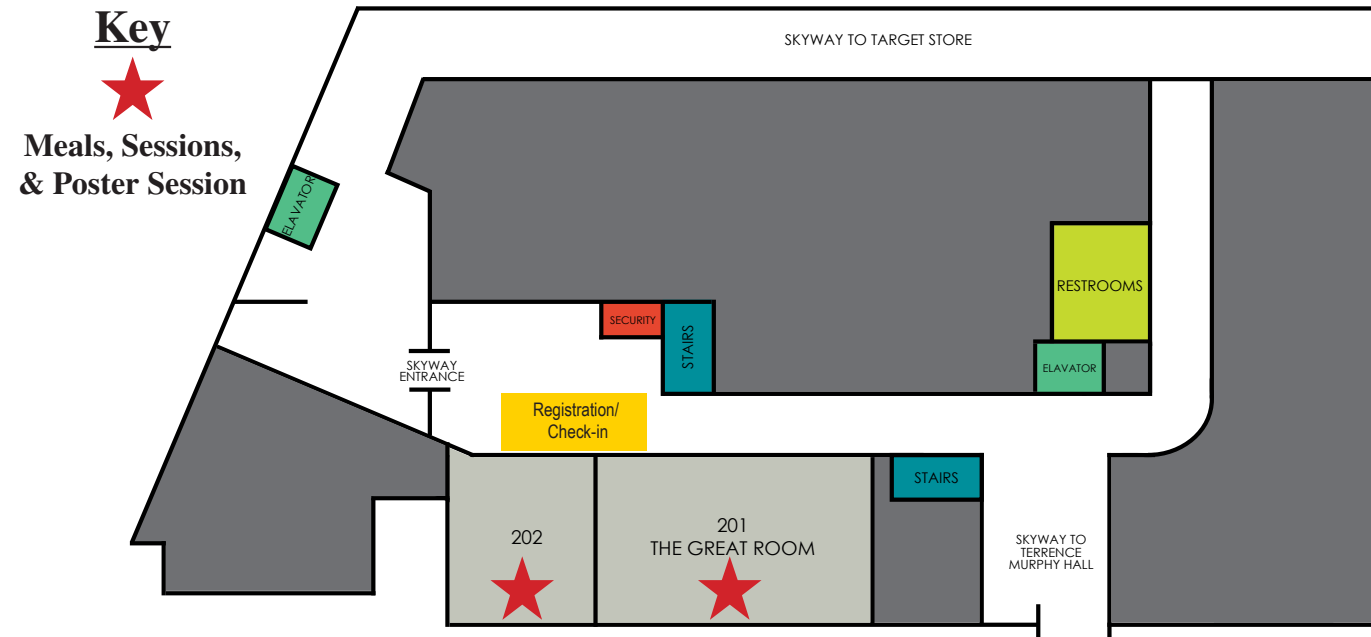 Key
Meals, Sessions,
& Poster Session
SKYWAY TO TARGET STORE
ELAVATOR
RESTROOMS
SECURITY
STAIRS
SKYWAY
ENTRANCE
ELAVATOR
Registration/
Check-in
STAIRS
202
201
THE GREAT ROOM
SKYWAY TO
TERRENCE
MURPHY HALL